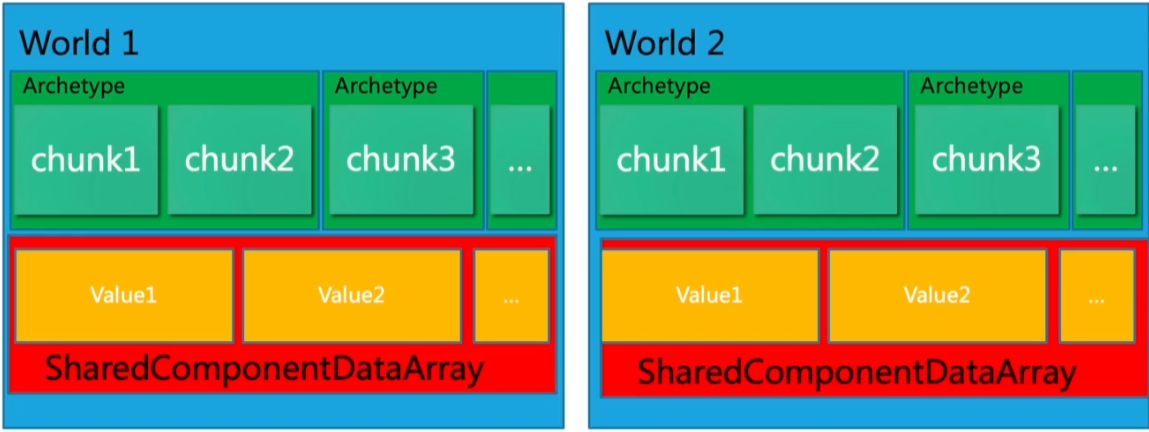 World 1
Archetype Archetype
chunk1 chunk2 chunk3 ...
Value1 Value2 ...
SharedComponentDataArray
World 2
Archetype Archetype
chunk1 chunk2 chunk3 ...
Value1 Value2 ...
SharedComponentDataArray